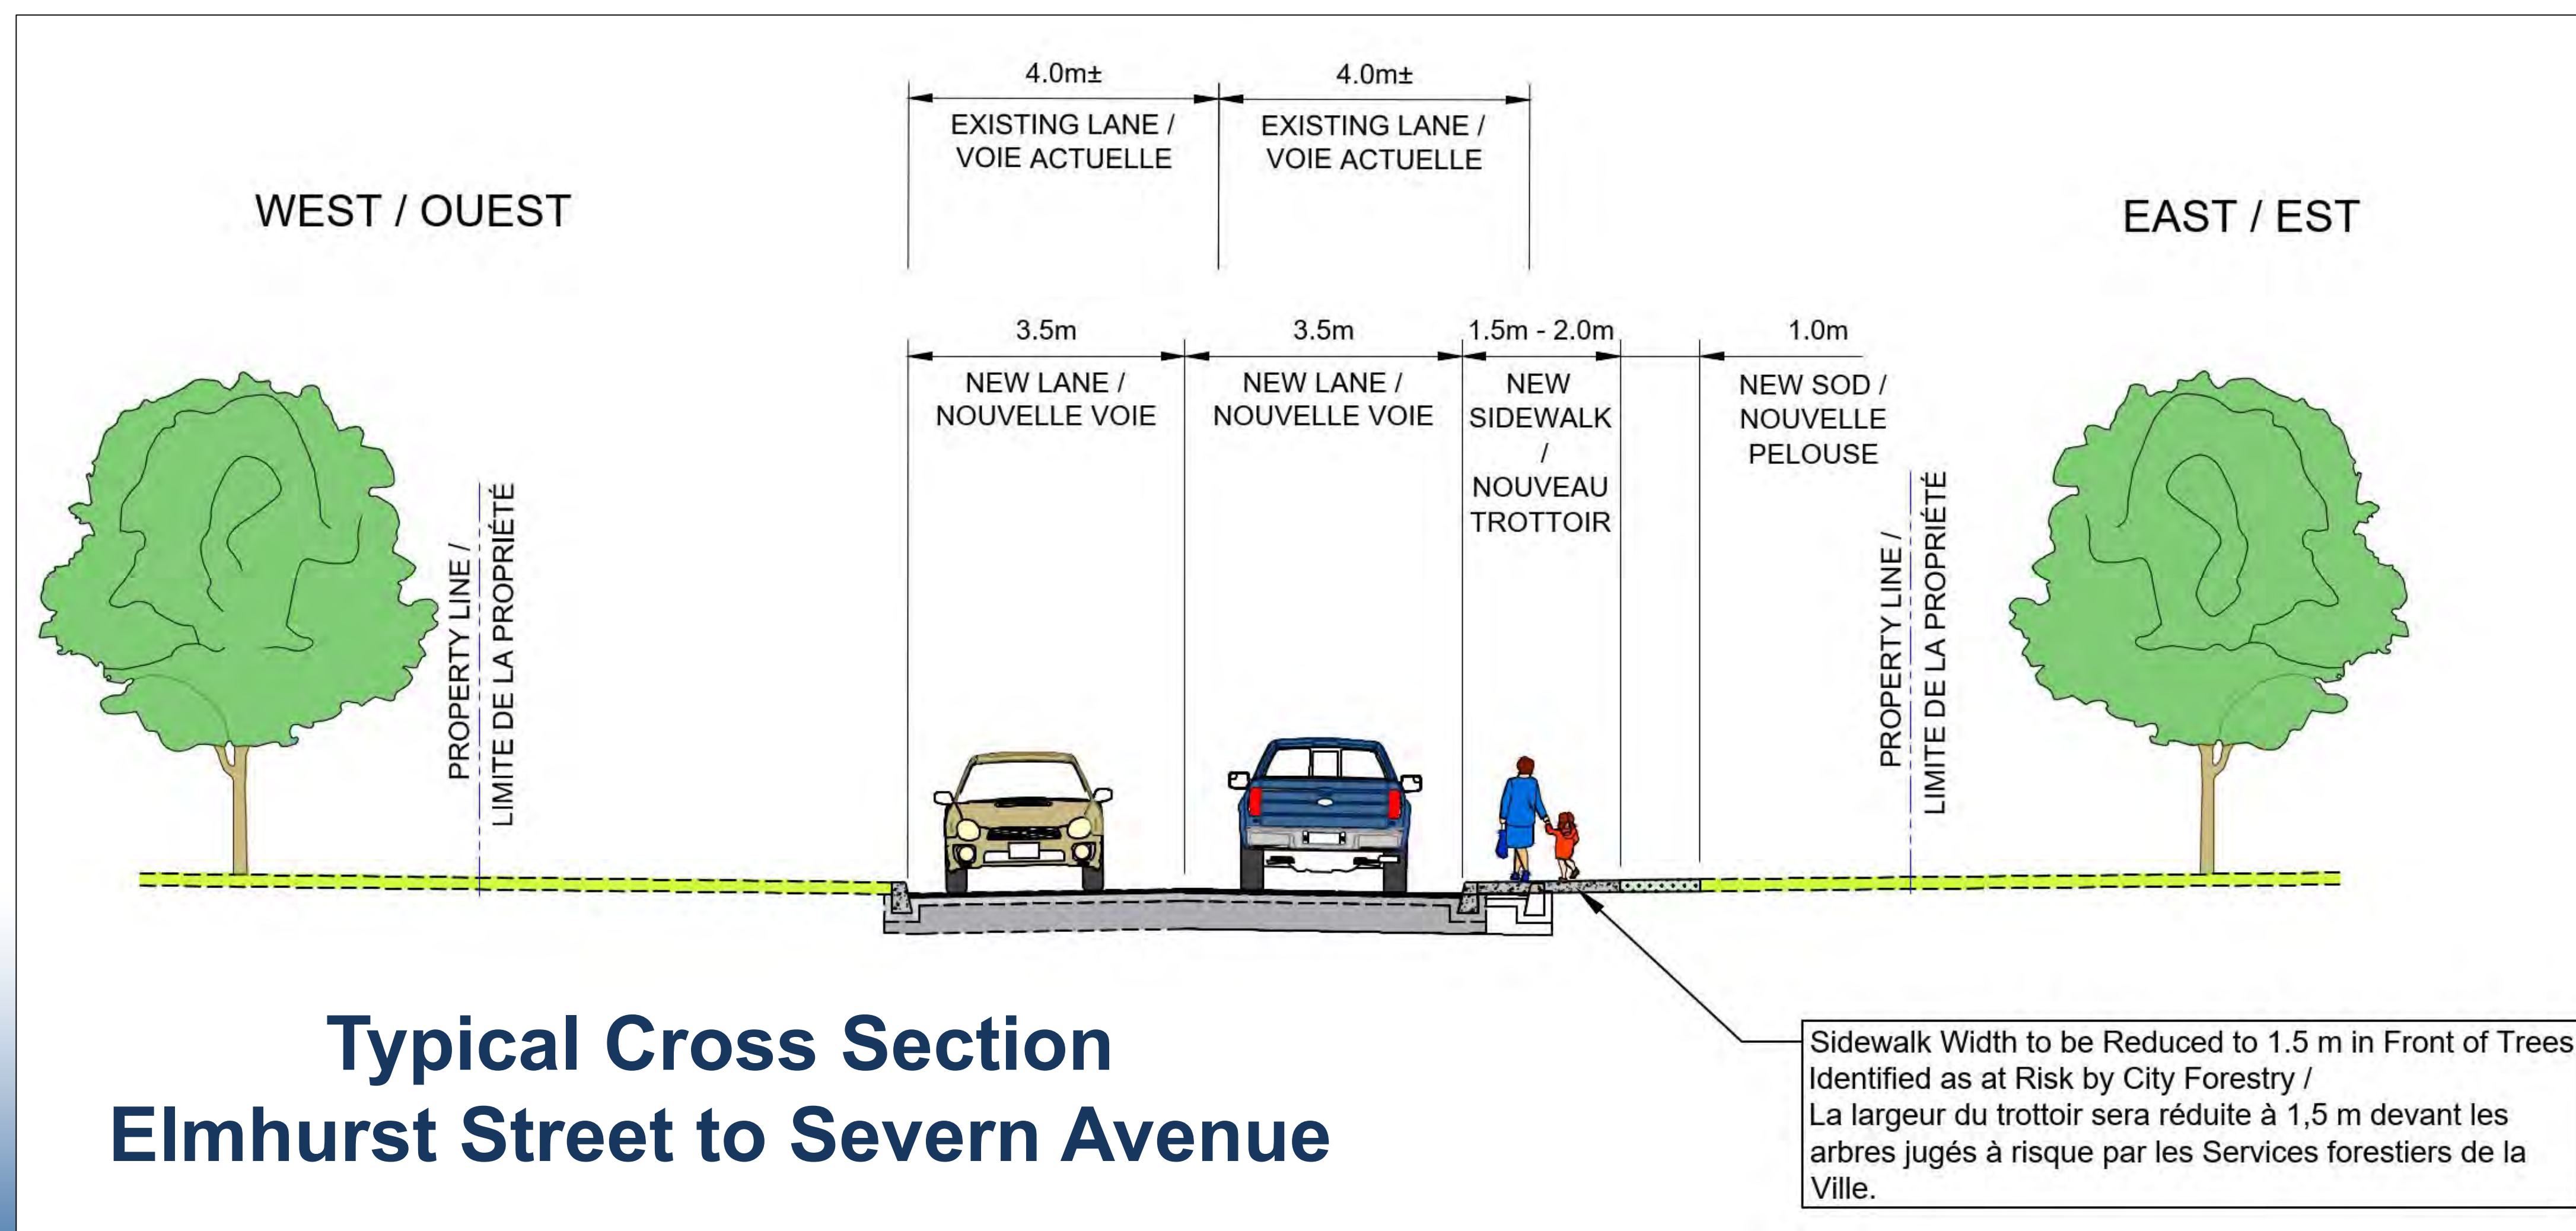 4.0m±
4.0m±
EXISTING LANE /
VOIE ACTUELLE
EXISTING LANE /
VOIE ACTUELLE
WEST / OUEST
EAST / EST
3.5m
3.5m
1.5m - 2.0m
1.0m
NEW LANE /
NOUVELLE VOIE
NEW LANE /
NOUVELLE VOIE
NEW
SIDEWALK
/
NOUVEAU
TROTTOIR
NEW SOD /
NOUVELLE
PELOUSE
PROPERTY LINE /
LIMITE DE LA PROPRIÉTÉ
PROPERTY LINE /
LIMITE DE LA PROPRIÉTÉ
Typical Cross Section
Elmhurst Street to Severn Avenue
Sidewalk Width to be Reduced to 1.5 m in Front of Trees
Identified as at Risk by City Forestry /
La largeur du trottoir sera réduite à 1,5 m devant les
arbres jugés à risque par les Services forestiers de la
Ville.